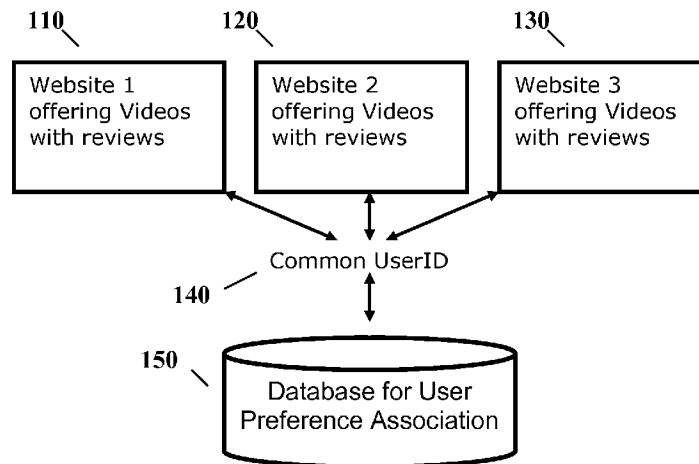 110
120
130
Website 1
offering Videos
with reviews
Website 2
offering Videos
with reviews
Website 3
offering Videos
with reviews
Common UserID
140
150
Database for User
Preference Association